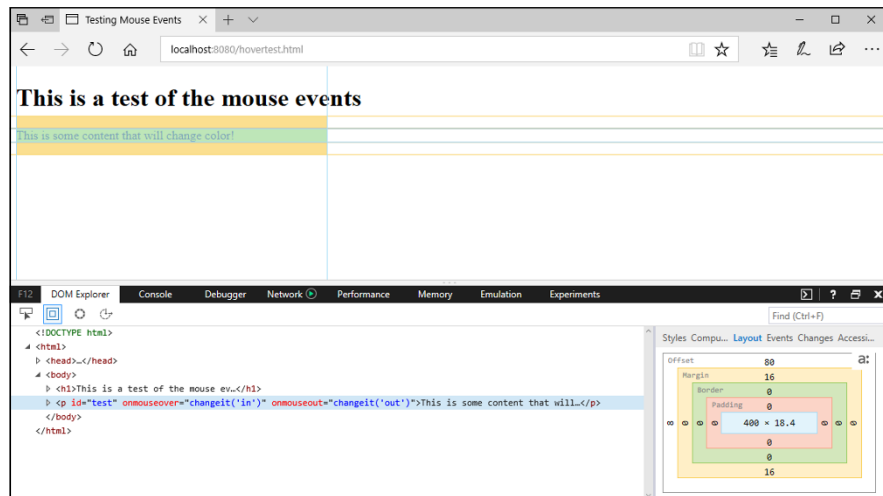 Testing Mouse Events
localhost:8080/hovertest.html
This is a test of the mouse events
This is some content that will change color!
F12 DOM Explorer Console Debugger Network Performance Memory Emulation Experiments ?
Find (Ctrl+F)
Styles Compu... Layout Events Changes Accessi...
a:
<!DOCTYPE html>
<html>
<head>…</head>
<body>
<h1>This is a test of the mouse ev…</h1>
<p id="test" onmouseover="changeit('in')" onmouseout="changeit('out')">This is some content that will…</p>
</body>
</html>
Offset 80
Margin 16
Border 0
Padding 0
8 0 0 0 400 × 18.4 0 0 0
0
0
16